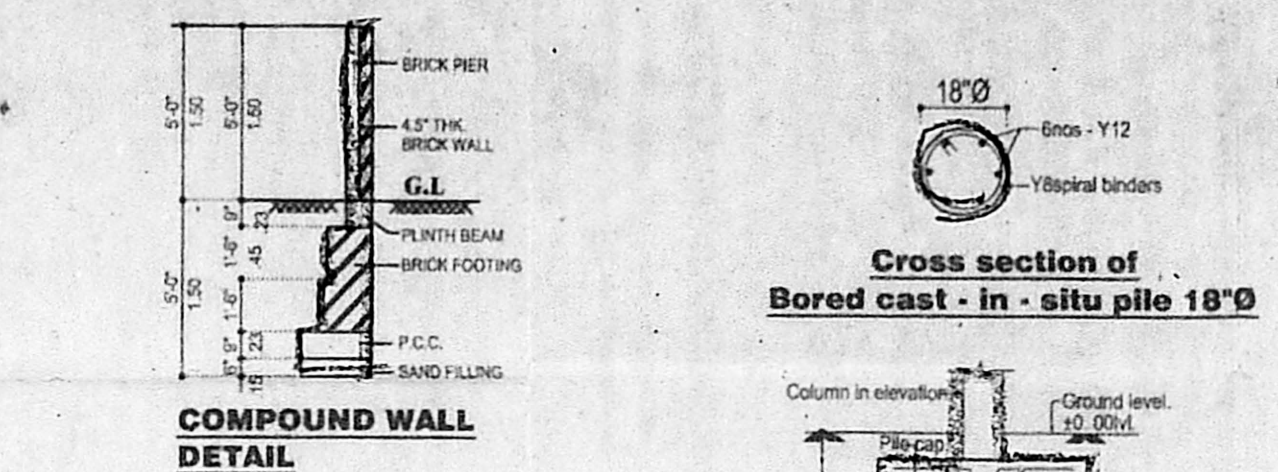 BRICK PIER
4.5" THK.
BRICK WALL
G.L
PLINTH BEAM
BRICK FOOTING
P.C.C.
SAND FILLING
5'-0"
1.50
5'-0"
1.50
5'-0"
1.50
9"
.23
1'-6"
.45
1'-6"
9"
.23
6"
.15
COMPOUND WALL
DETAIL
18"Ø
6nos - Y12
Y8spiral binders
Cross section of
Bored cast - in - situ pile 18"Ø
Column in elevation
Ground level.
±0.00lvl.
Pile cap